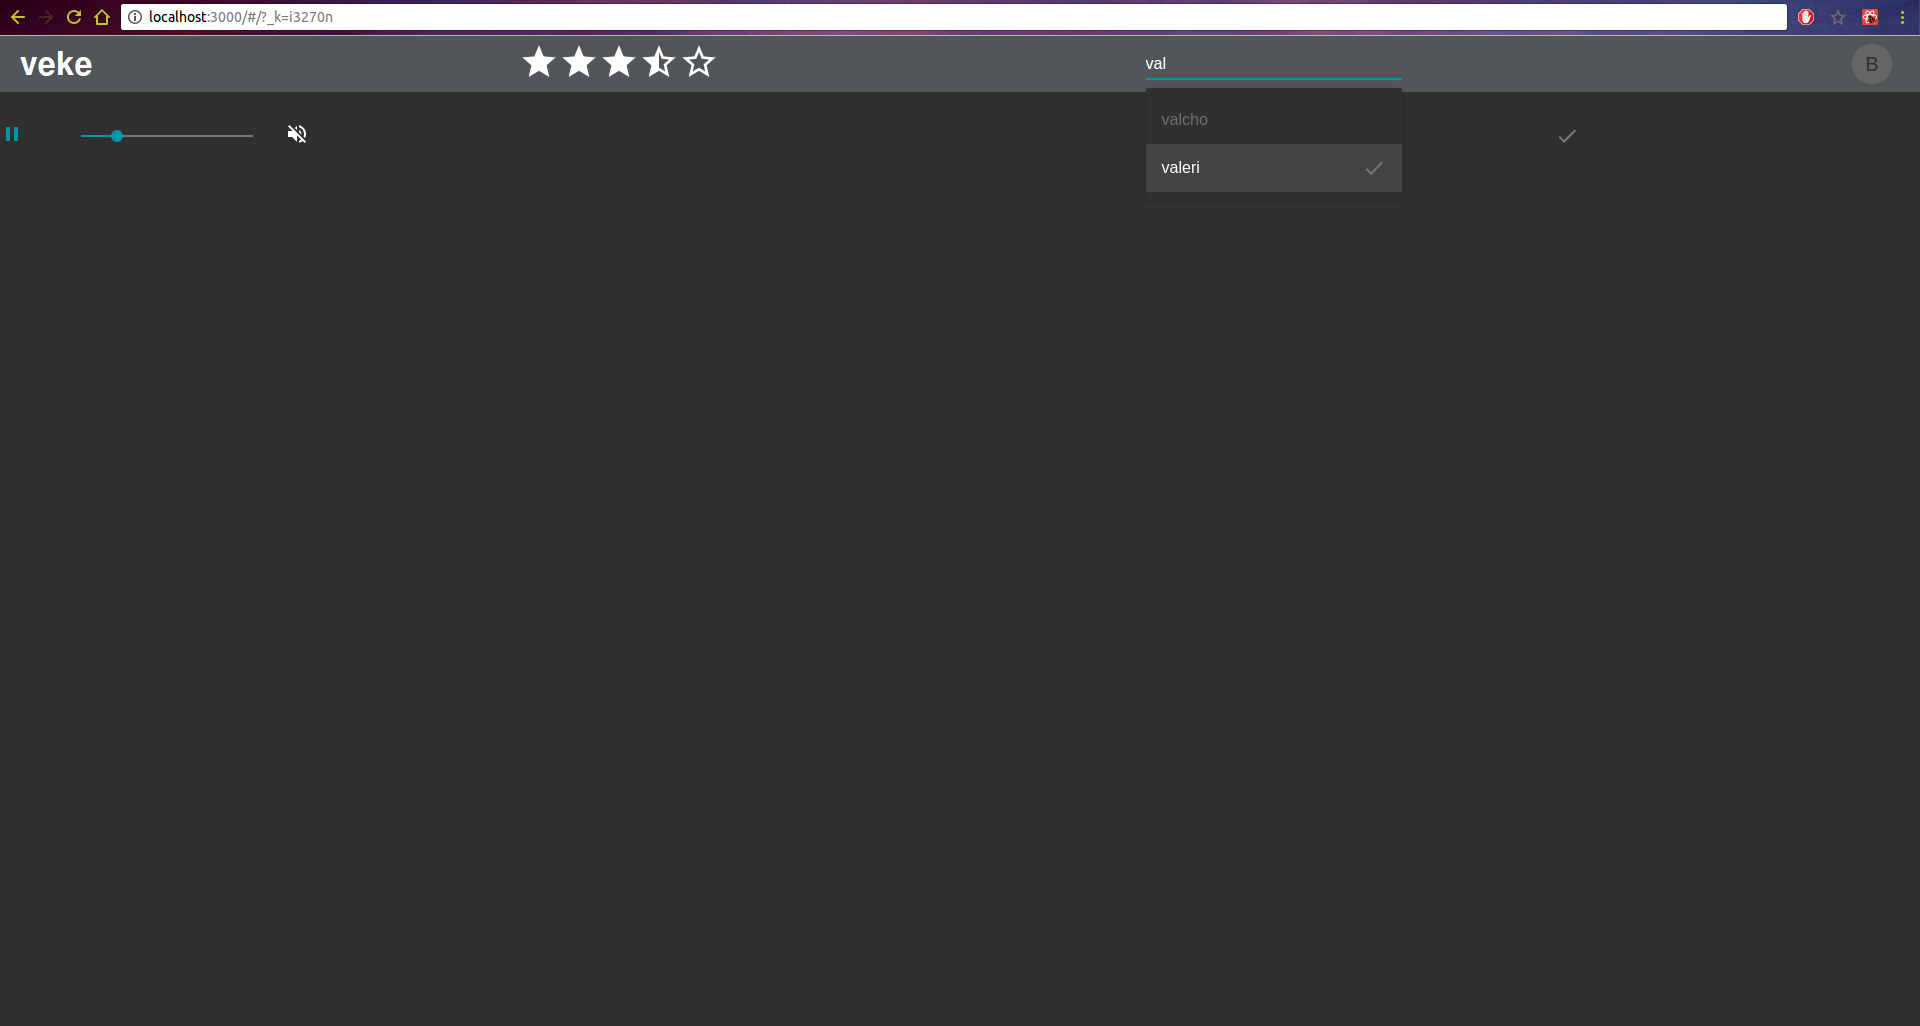 localhost:3000/#/?_k=i3270n
veke
val
B
valcho
valeri